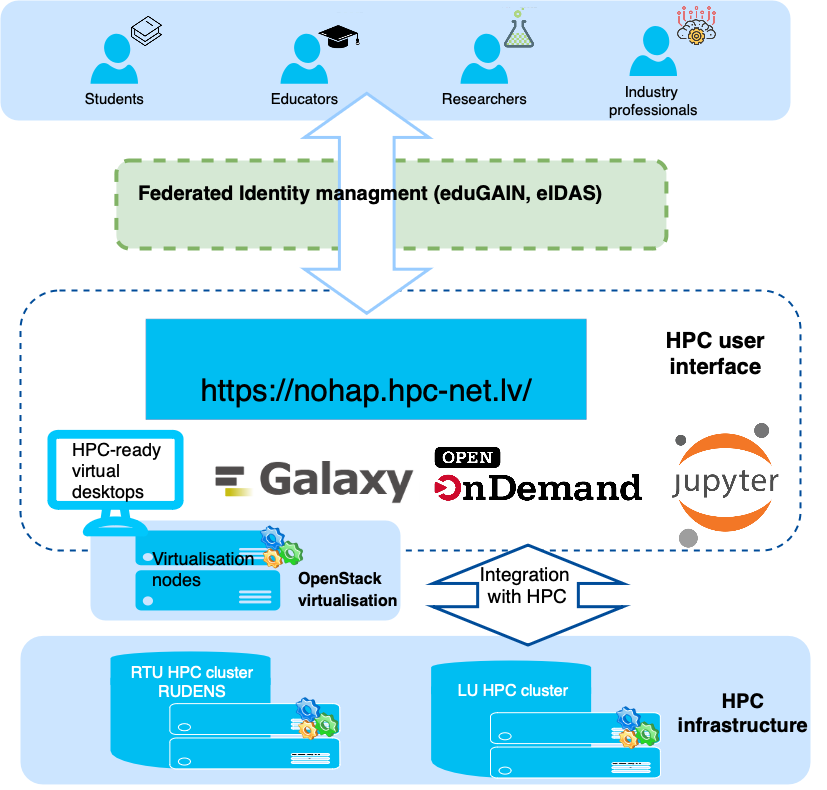 Students
Educators
Researchers
Industry
professionals
Federated Identity managment (eduGAIN, eIDAS)
https://nohap.hpc-net.lv/
HPC user
interface
HPC-ready
virtual
desktops
Galaxy
OPEN
OnDemand
jupyter
Virtualisation
nodes
OpenStack
virtualisation
Integration
with HPC
RTU HPC cluster
RUDENS
LU HPC cluster
HPC
infrastructure